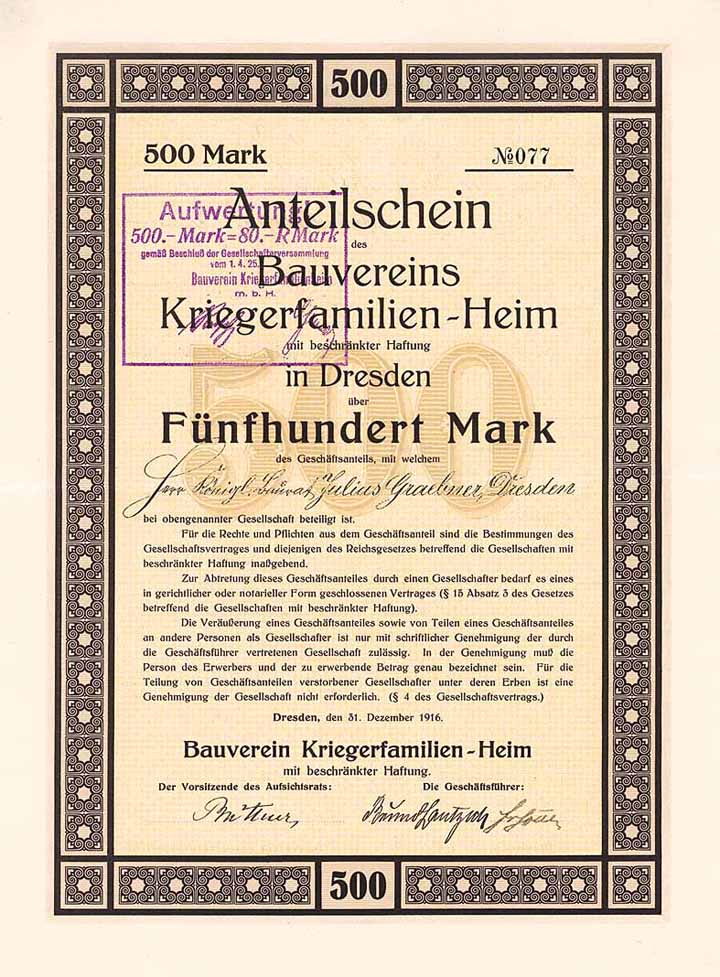 500
500 Mark
№077
Aufwertung
500.-Mark=80.-RMark
gemäß Beschluß der Gesellschafterversammlung
vom 1. 4. 25.
Bauverein Kriegerfamilienheim
m. b. H.
Anteilschein
des
Bauvereins
Kriegerfamilien-Heim
mit beschränkter Haftung
in Dresden
über
500
Fünfhundert Mark
des Geschäftsanteils, mit welchem
Herr Königl. Baurat Julius Graebner, Dresden
bei obengenannter Gesellschaft beteiligt ist.
Für die Rechte und Pflichten aus dem Geschäftsanteil sind die Bestimmungen des
Gesellschaftsvertrages und diejenigen des Reichsgesetzes betreffend die Gesellschaften mit
beschränkter Haftung maßgebend.
Zur Abtretung dieses Geschäftsanteiles durch einen Gesellschafter bedarf es eines
in gerichtlicher oder notarieller Form geschlossenen Vertrages (§ 15 Absatz 3 des Gesetzes
betreffend die Gesellschaften mit beschränkter Haftung).
Die Veräußerung eines Geschäftsanteiles sowie von Teilen eines Geschäftsanteiles
an andere Personen als Gesellschafter ist nur mit schriftlicher Genehmigung der durch
die Geschäftsführer vertretenen Gesellschaft zulässig. In der Genehmigung muß die
Person des Erwerbers und der zu erwerbende Betrag genau bezeichnet sein. Für die
Teilung von Geschäftsanteilen verstorbener Gesellschafter unter deren Erben ist eine
Genehmigung der Gesellschaft nicht erforderlich. (§ 4 des Gesellschaftsvertrags.)
Dresden, den 31. Dezember 1916.
Bauverein Kriegerfamilien-Heim
mit beschränkter Haftung.
Der Vorsitzende des Aufsichtsrats:
Die Geschäftsführer:
500